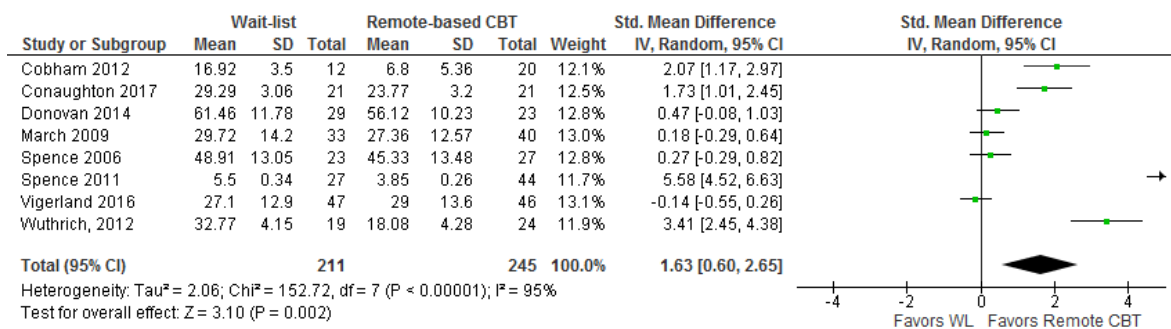 Wait-list Remote-based CBT Std. Mean Difference Std. Mean Difference
Study or Subgroup Mean SD Total Mean SD Total Weight IV, Random, 95% CI IV, Random, 95% CI
Cobham 2012 16.92 3.5 12 6.8 5.36 20 12.1% 2.07 [1.17, 2.97]
Conaughton 2017 29.29 3.06 21 23.77 3.2 21 12.5% 1.73 [1.01, 2.45]
Donovan 2014 61.46 11.78 29 56.12 10.23 23 12.8% 0.47 [-0.08, 1.03]
March 2009 29.72 14.2 33 27.36 12.57 40 13.0% 0.18 [-0.29, 0.64]
Spence 2006 48.91 13.05 23 45.33 13.48 27 12.8% 0.27 [-0.29, 0.82]
Spence 2011 5.5 0.34 27 3.85 0.26 44 11.7% 5.58 [4.52, 6.63]
Vigerland 2016 27.1 12.9 47 29 13.6 46 13.1% -0.14 [-0.55, 0.26]
Wuthrich, 2012 32.77 4.15 19 18.08 4.28 24 11.9% 3.41 [2.45, 4.38]
Total (95% CI) 211 245 100.0% 1.63 [0.60, 2.65]
Heterogeneity: Tau² = 2.06; Chi² = 152.72, df = 7 (P < 0.00001); I² = 95%
Test for overall effect: Z = 3.10 (P = 0.002)
-4 -2 0 2 4
Favors WL Favors Remote CBT